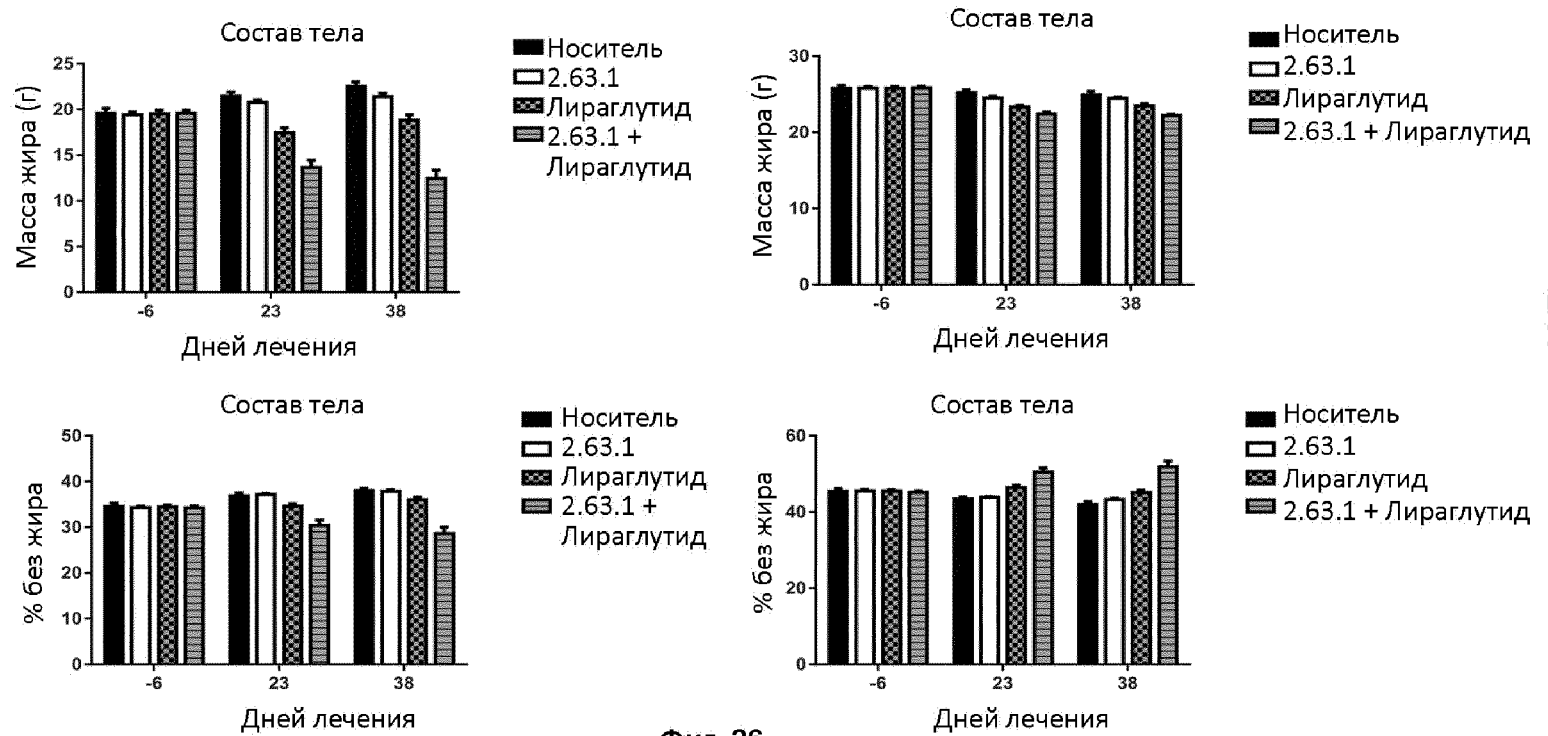 Состав тела
Масса жира (г)
25
20
15
10
5
0
-6
23
38
Дней лечения
Носитель
2.63.1
Лираглутид
2.63.1 +
Лираглутид
Состав тела
Масса жира (г)
30
20
10
0
-6
23
38
Дней лечения
Носитель
2.63.1
Лираглутид
2.63.1 + Лираглутид
Состав тела
% без жира
50
40
30
20
10
0
-6
23
38
Дней лечения
Носитель
2.63.1
Лираглутид
2.63.1 +
Лираглутид
Состав тела
% без жира
60
40
20
0
-6
23
38
Дней лечения
Носитель
2.63.1
Лираглутид
2.63.1 + Лираглутид